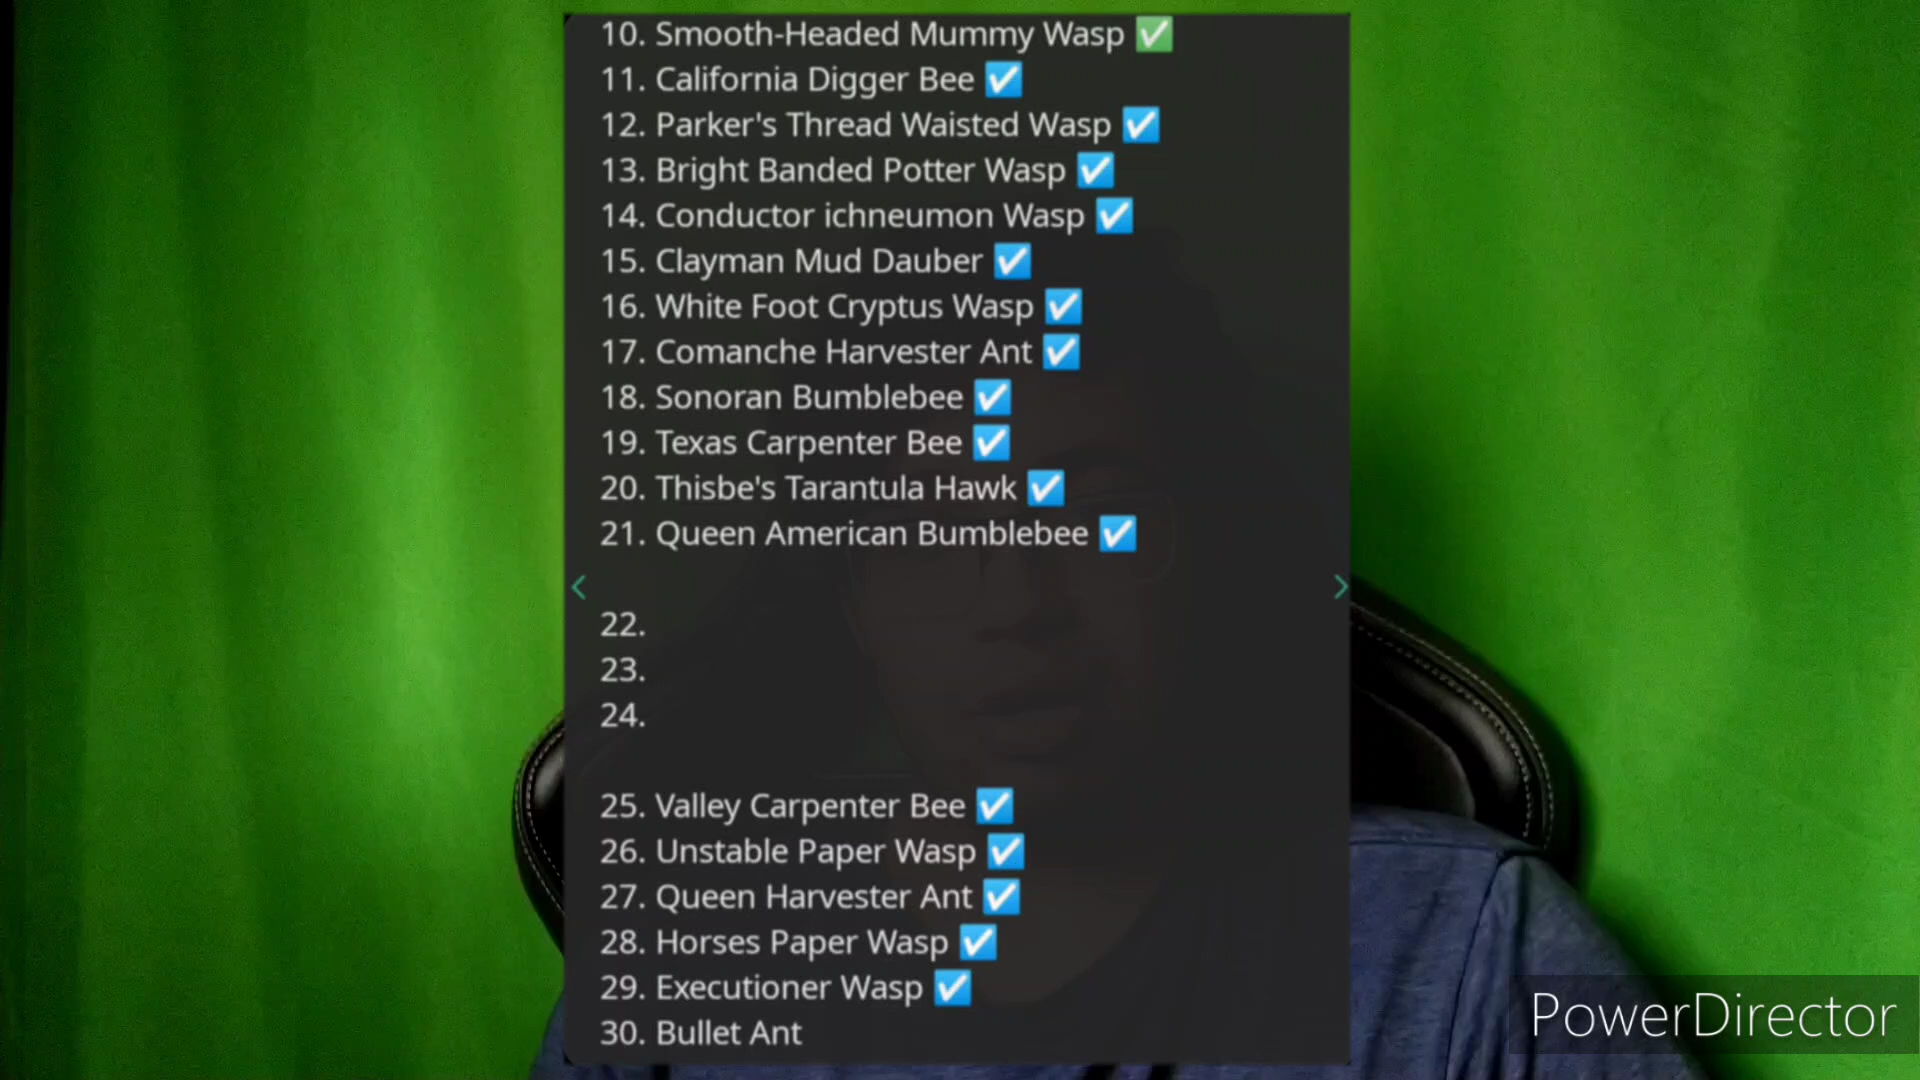 10. Smooth-Headed Mummy Wasp ✅
11. California Digger Bee ☑
12. Parker's Thread Waisted Wasp ☑
13. Bright Banded Potter Wasp ☑
14. Conductor ichneumon Wasp ☑
15. Clayman Mud Dauber ☑
16. White Foot Cryptus Wasp ☑
17. Comanche Harvester Ant ☑
18. Sonoran Bumblebee ☑
19. Texas Carpenter Bee ☑
20. Thisbe's Tarantula Hawk ☑
21. Queen American Bumblebee ☑
22.
23.
24.
25. Valley Carpenter Bee ☑
26. Unstable Paper Wasp ☑
27. Queen Harvester Ant ☑
28. Horses Paper Wasp ☑
29. Executioner Wasp ☑
30. Bullet Ant
PowerDirector